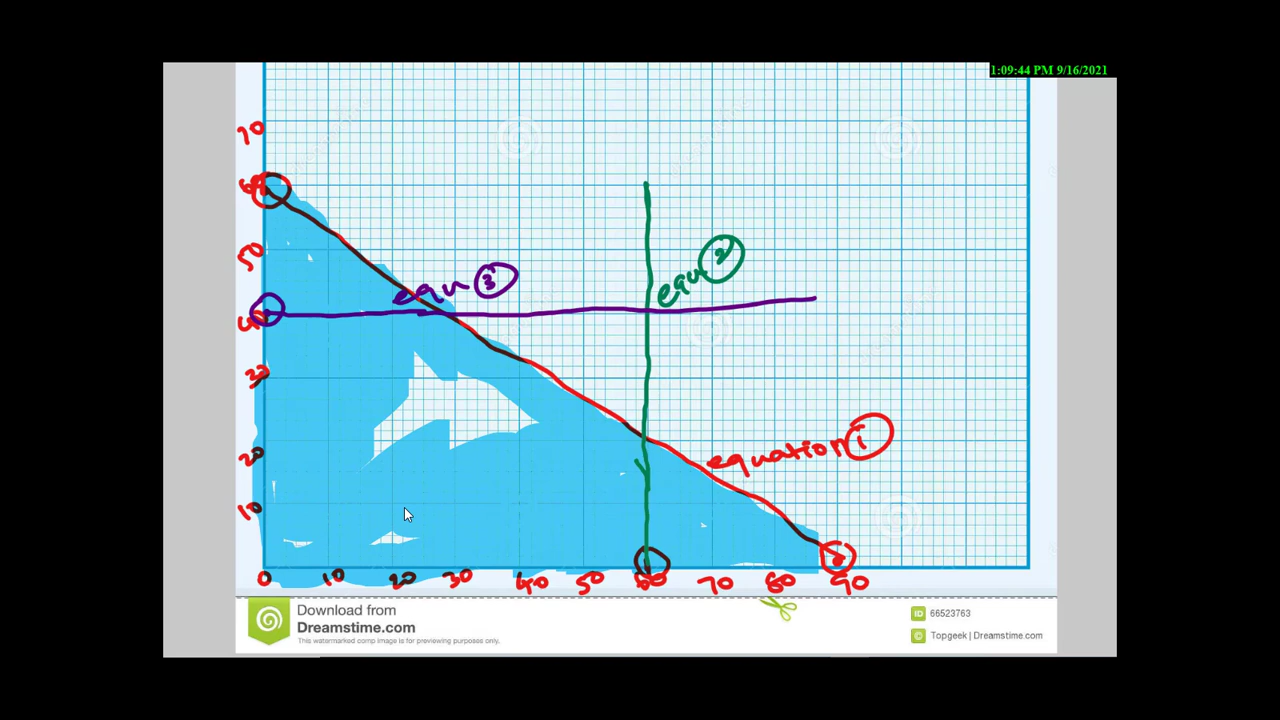 1:09:44 PM 9/16/2021
70
60
50
equ 2
equ 3
40
30
equation 1
20
10
0 10 20 30 40 50 60 70 80 90
Download from
Dreamstime.com
This watermarked comp image is for previewing purposes only.
ID 66523763
© Topgeek | Dreamstime.com